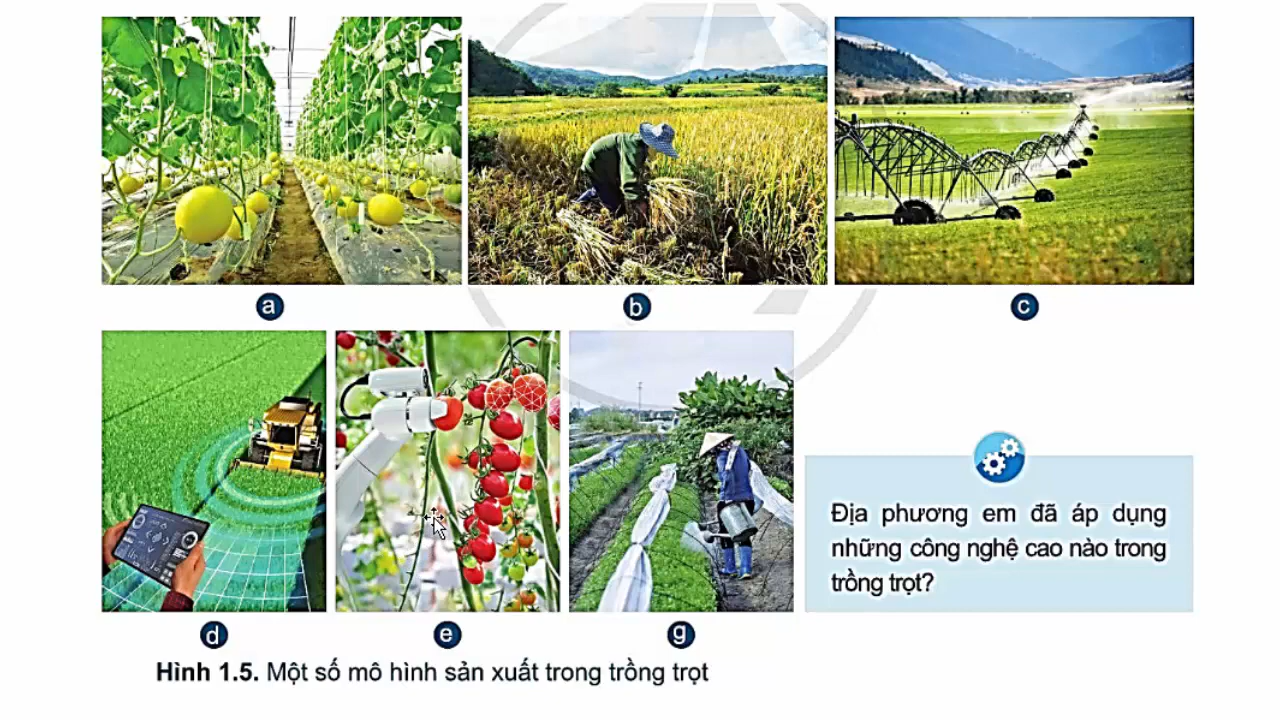 a
b
c
d
e
g
Địa phương em đã áp dụng
những công nghệ cao nào trong
trồng trọt?
Hình 1.5. Một số mô hình sản xuất trong trồng trọt